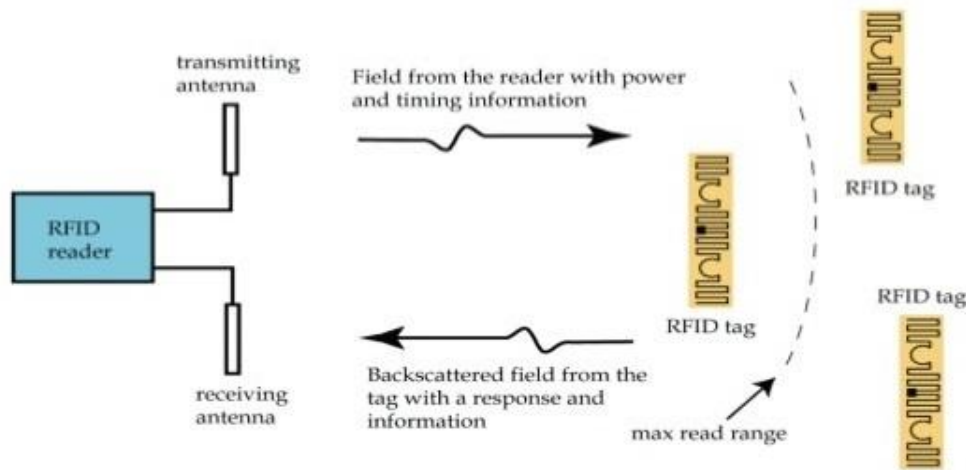 transmitting
antenna
Field from the reader with power
and timing information
RFID
reader
RFID tag
RFID tag
RFID tag
Backscattered field from the
tag with a response and
information
receiving
antenna
max read range